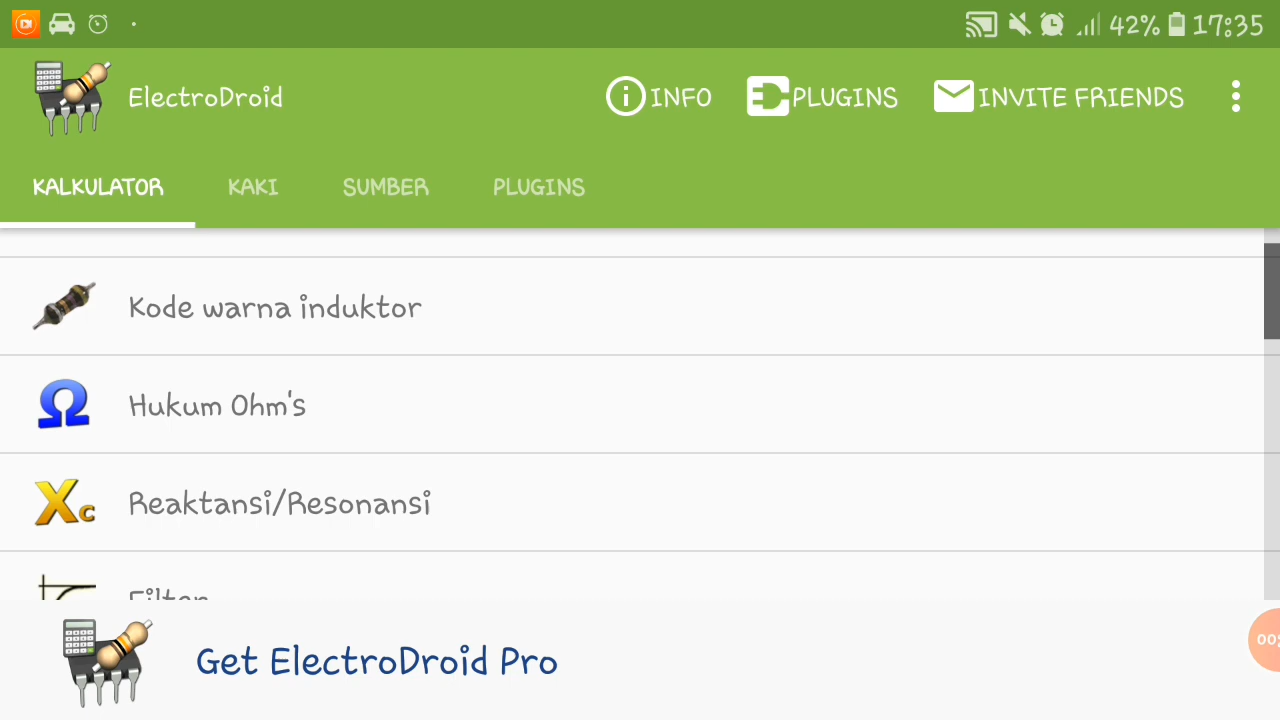 42% 17:35
ElectroDroid INFO PLUGINS INVITE FRIENDS
KALKULATOR KAKI SUMBER PLUGINS
Kode warna induktor
Hukum Ohm's
Reaktansi/Resonansi
Filter
Get ElectroDroid Pro